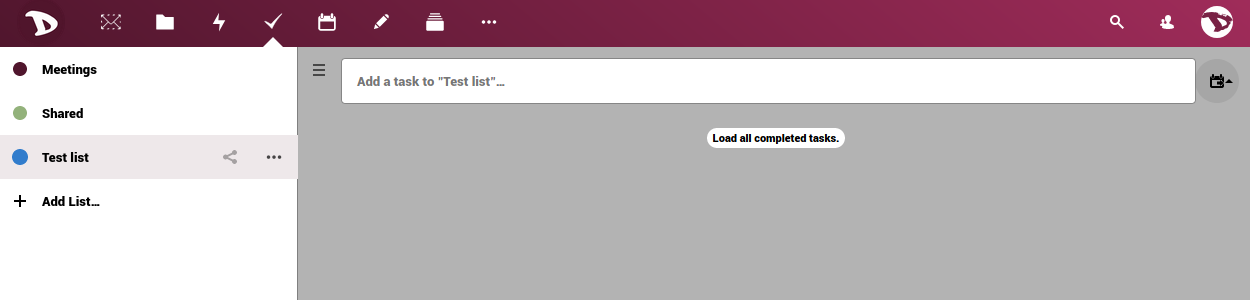 Meetings
Shared
Test list
Add List…
Add a task to "Test list"…
Load all completed tasks.